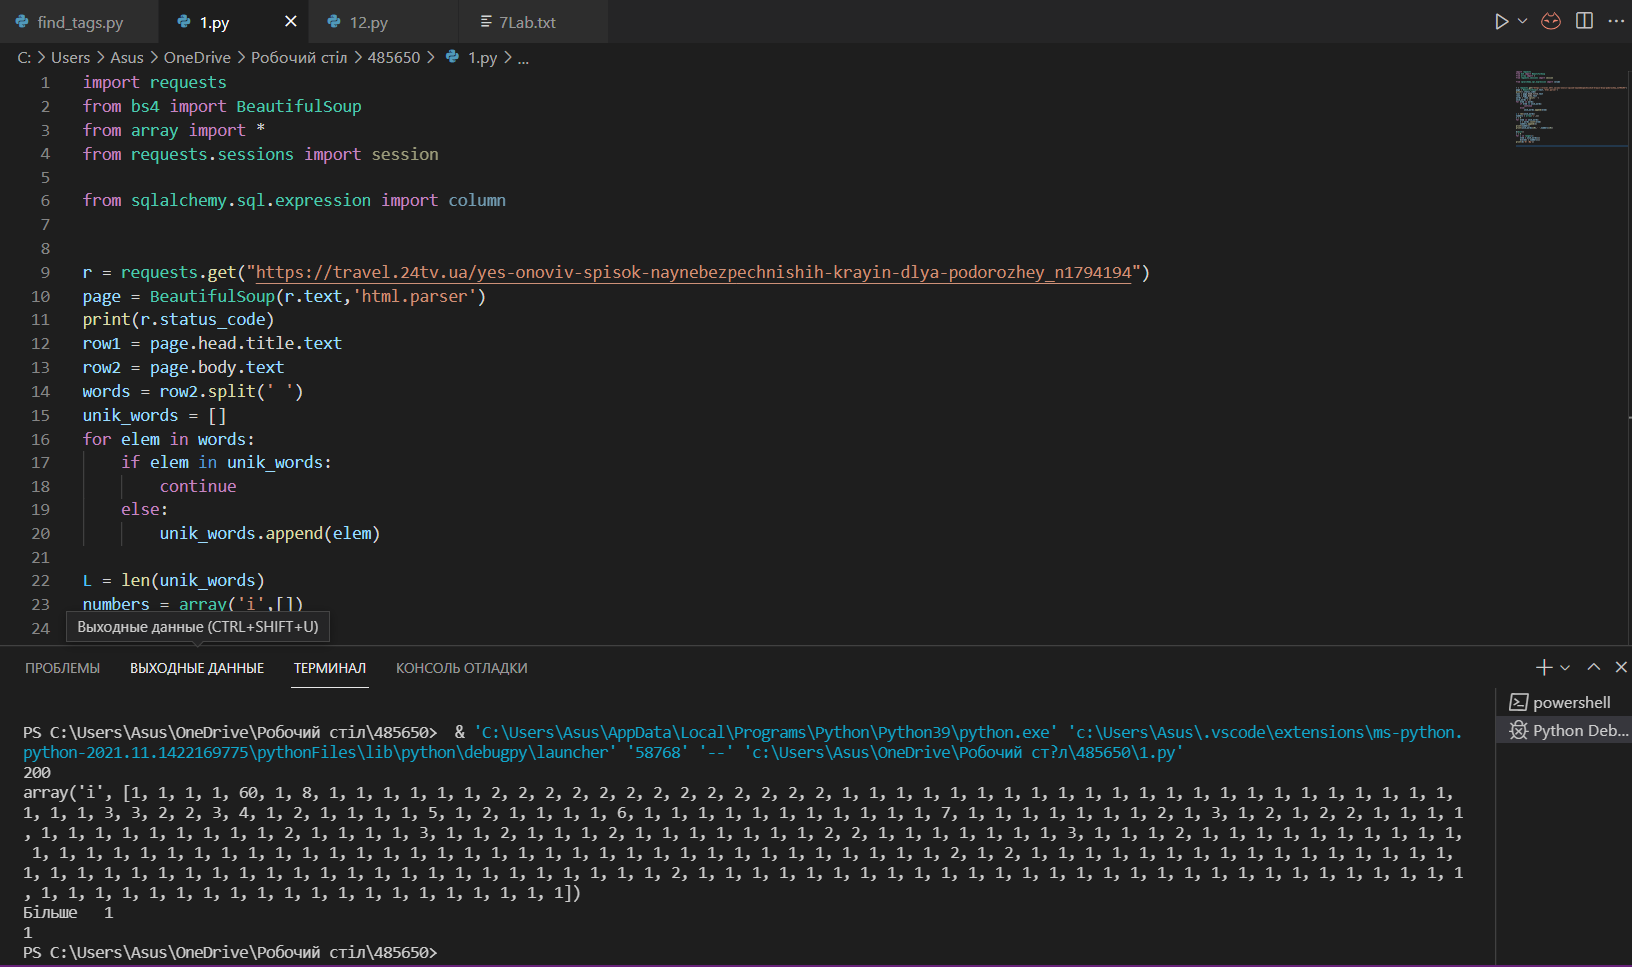 find_tags.py 1.py 12.py 7Lab.txt
C: > Users > Asus > OneDrive > Робочий стіл > 485650 > 1.py > ...
1 import requests
2 from bs4 import BeautifulSoup
3 from array import *
4 from requests.sessions import session
5
6 from sqlalchemy.sql.expression import column
7
8
9 r = requests.get("https://travel.24tv.ua/yes-onoviv-spisok-naynebezpechnishih-krayin-dlya-podorozhey_n1794194")
10 page = BeautifulSoup(r.text,'html.parser')
11 print(r.status_code)
12 row1 = page.head.title.text
13 row2 = page.body.text
14 words = row2.split(' ')
15 unik_words = []
16 for elem in words:
17 if elem in unik_words:
18 continue
19 else:
20 unik_words.append(elem)
21
22 L = len(unik_words)
23 numbers = array('i',[])
24
Выходные данные (CTRL+SHIFT+U)
ПРОБЛЕМЫ ВЫХОДНЫЕ ДАННЫЕ ТЕРМИНАЛ КОНСОЛЬ ОТЛАДКИ
powershell
Python Deb...
PS C:\Users\Asus\OneDrive\Робочий стіл\485650> & 'C:\Users\Asus\AppData\Local\Programs\Python\Python39\python.exe' 'c:\Users\Asus\.vscode\extensions\ms-python.
python-2021.11.1422169775\pythonFiles\lib\python\debugpy\launcher' '58768' '--' 'c:\Users\Asus\OneDrive\Робочий ст?л\485650\1.py'
200
array('i', [1, 1, 1, 1, 60, 1, 8, 1, 1, 1, 1, 1, 1, 2, 2, 2, 2, 2, 2, 2, 2, 2, 2, 2, 2, 2, 1, 1, 1, 1, 1, 1, 1, 1, 1, 1, 1, 1, 1, 1, 1, 1, 1, 1, 1, 1, 1, 1, 1,
1, 1, 1, 3, 3, 2, 2, 3, 4, 1, 2, 1, 1, 1, 1, 5, 1, 2, 1, 1, 1, 1, 6, 1, 1, 1, 1, 1, 1, 1, 1, 1, 1, 1, 7, 1, 1, 1, 1, 1, 1, 1, 2, 1, 3, 1, 2, 1, 2, 2, 1, 1, 1, 1
, 1, 1, 1, 1, 1, 1, 1, 1, 1, 2, 1, 1, 1, 1, 3, 1, 1, 2, 1, 1, 1, 2, 1, 1, 1, 1, 1, 1, 1, 2, 2, 1, 1, 1, 1, 1, 1, 1, 3, 1, 1, 1, 2, 1, 1, 1, 1, 1, 1, 1, 1, 1, 1,
1, 1, 1, 1, 1, 1, 1, 1, 1, 1, 1, 1, 1, 1, 1, 1, 1, 1, 1, 1, 1, 1, 1, 1, 1, 1, 1, 1, 1, 1, 1, 1, 1, 1, 2, 1, 2, 1, 1, 1, 1, 1, 1, 1, 1, 1, 1, 1, 1, 1, 1, 1, 1,
1, 1, 1, 1, 1, 1, 1, 1, 1, 1, 1, 1, 1, 1, 1, 1, 1, 1, 1, 1, 1, 1, 1, 1, 2, 1, 1, 1, 1, 1, 1, 1, 1, 1, 1, 1, 1, 1, 1, 1, 1, 1, 1, 1, 1, 1, 1, 1, 1, 1, 1, 1, 1, 1
, 1, 1, 1, 1, 1, 1, 1, 1, 1, 1, 1, 1, 1, 1, 1, 1, 1, 1, 1, 1])
Більше 1
1
PS C:\Users\Asus\OneDrive\Робочий стіл\485650>